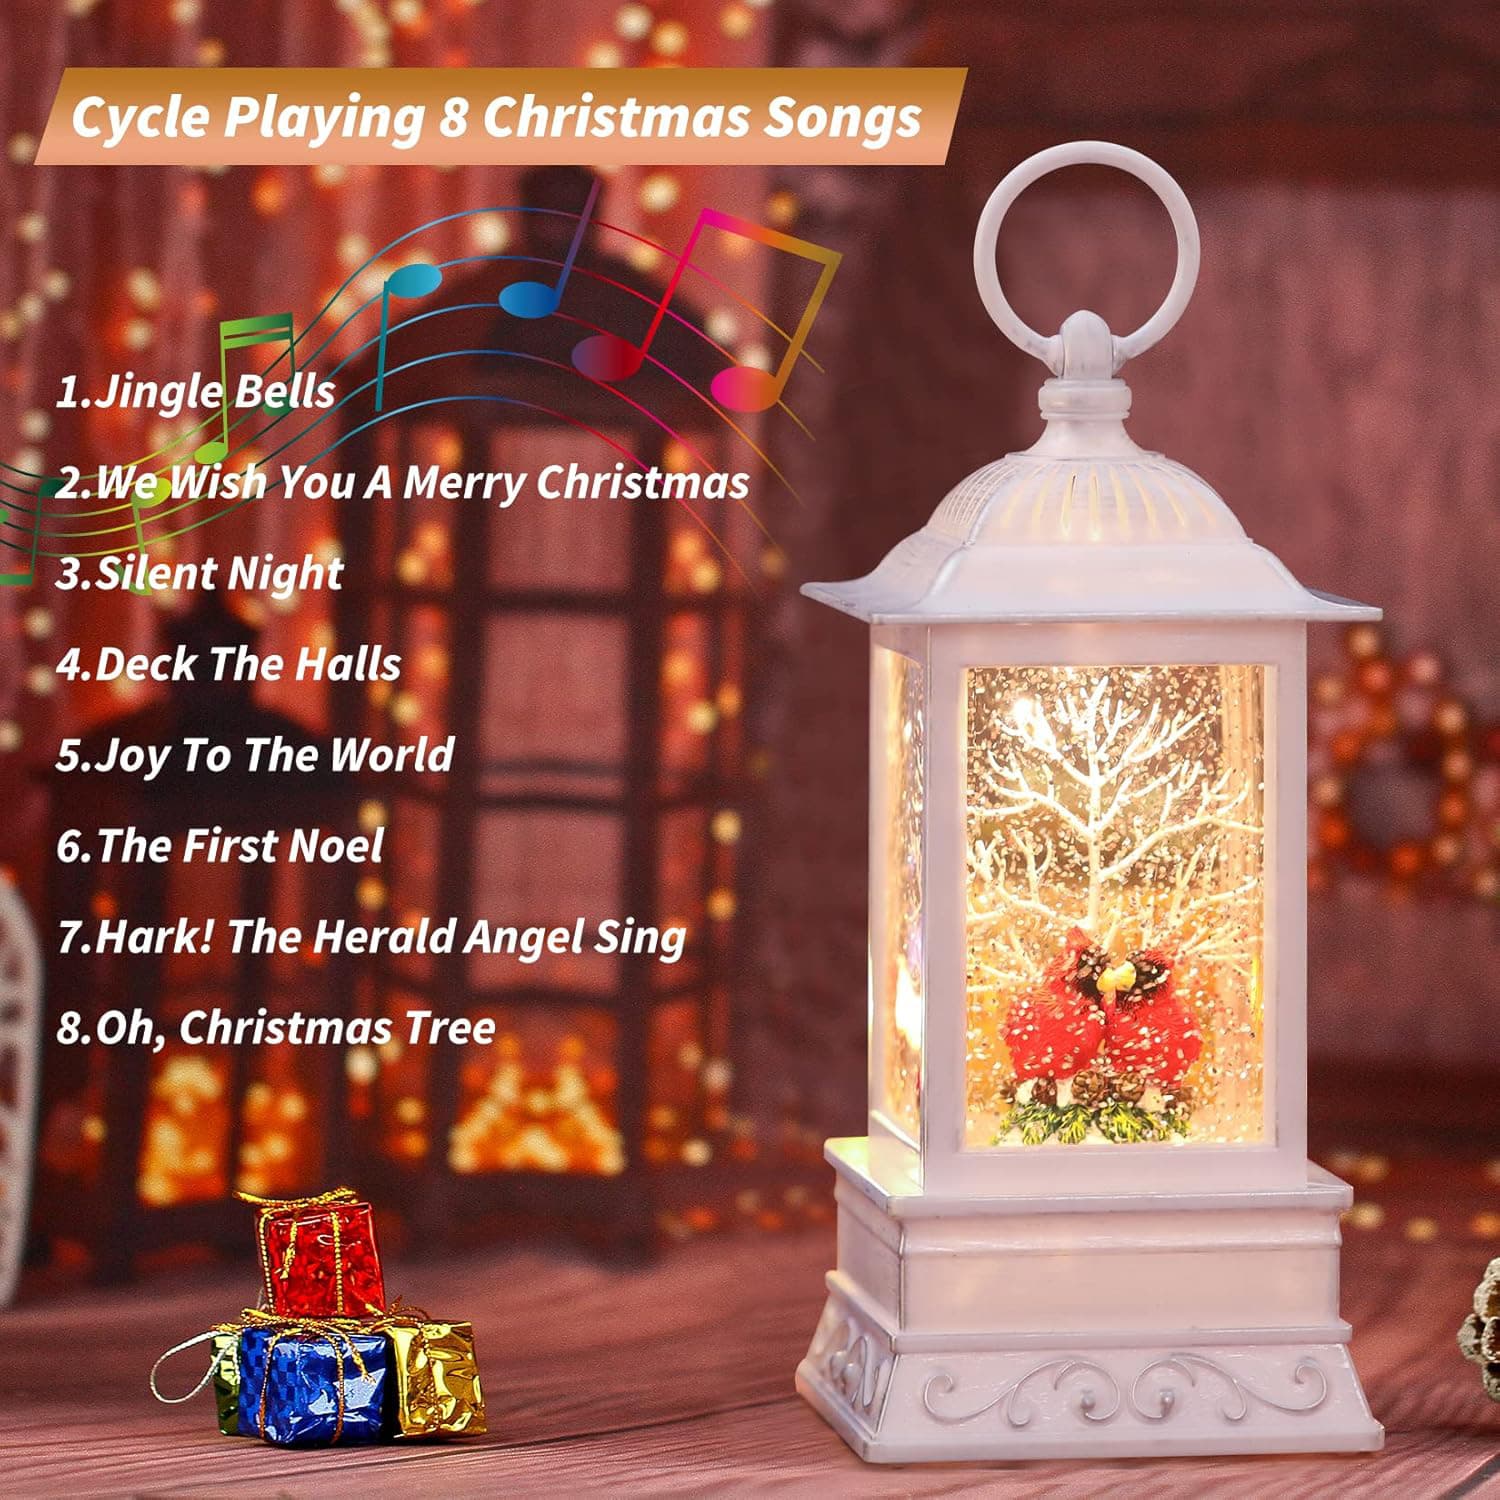 Cycle Playing 8 Christmas Songs
1.Jingle Bells
2.We Wish You A Merry Christmas
3.Silent Night
4.Deck The Halls
5.Joy To The World
6.The First Noel
7.Hark! The Herald Angel Sing
8.Oh, Christmas Tree